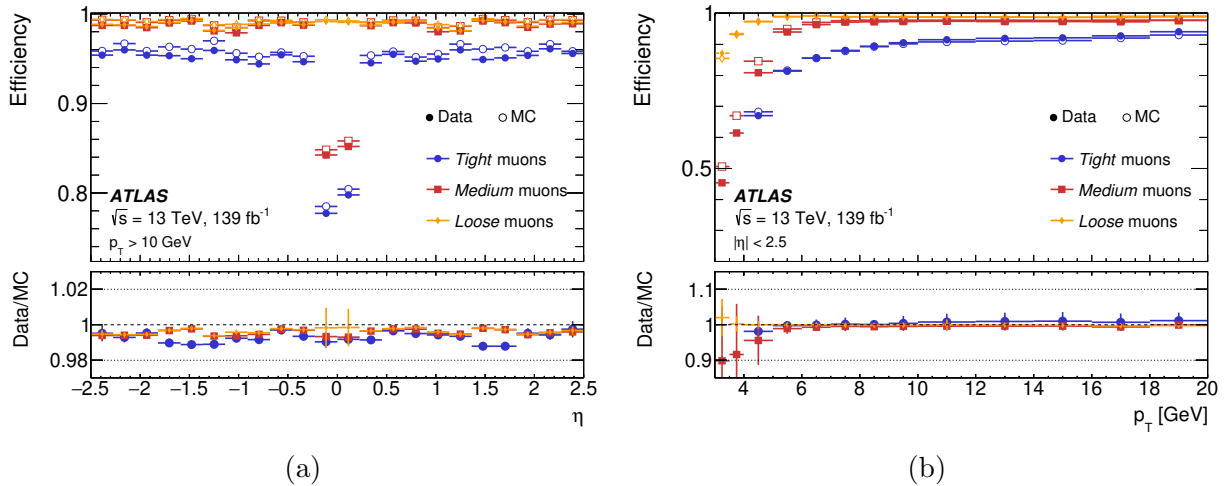 Efficiency
1
0.9
0.8
Data MC
Tight muons
Medium muons
Loose muons
ATLAS
√s = 13 TeV, 139 fb⁻¹
p_T > 10 GeV
Data/MC
1.02
1
0.98
−2.5 −2 −1.5 −1 −0.5 0 0.5 1 1.5 2 2.5
η
(a)
Efficiency
1
0.5
Data MC
Tight muons
Medium muons
Loose muons
ATLAS
√s = 13 TeV, 139 fb⁻¹
|η| < 2.5
Data/MC
1.1
1
0.9
4 6 8 10 12 14 16 18 20
p_T [GeV]
(b)